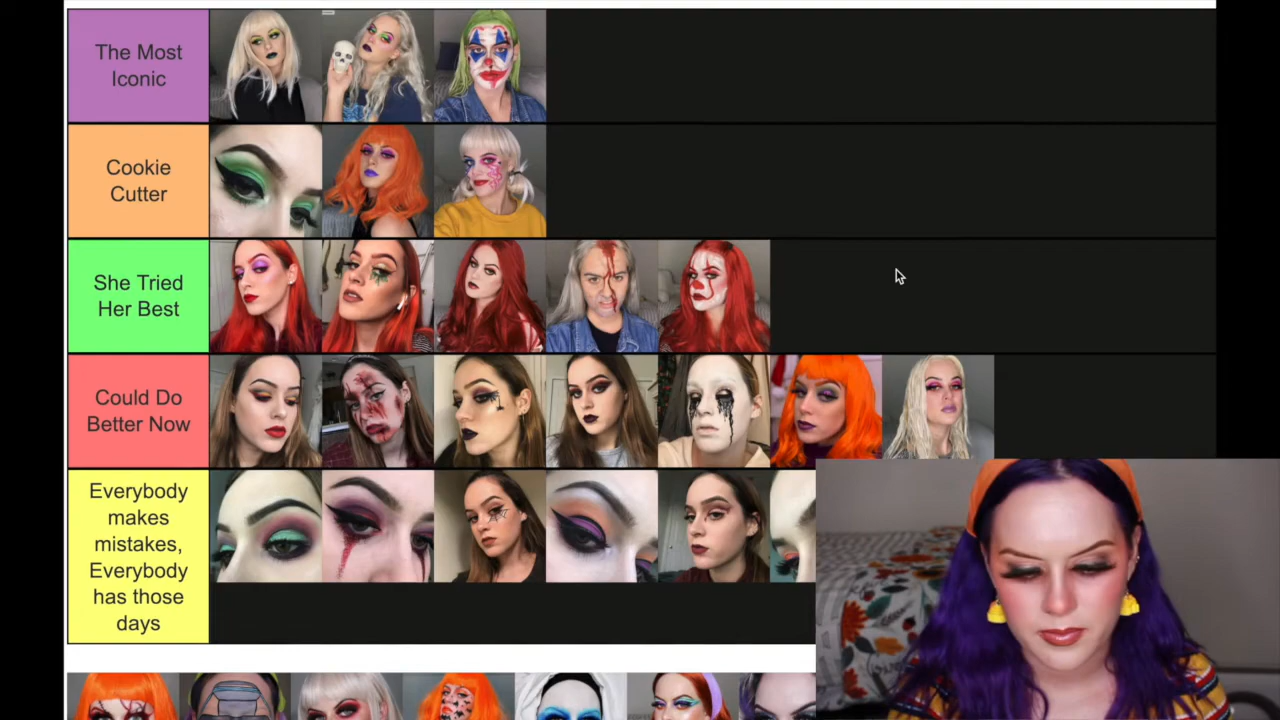 The Most
Iconic
Cookie
Cutter
She Tried
Her Best
Could Do
Better Now
Everybody
makes
mistakes,
Everybody
has those
days